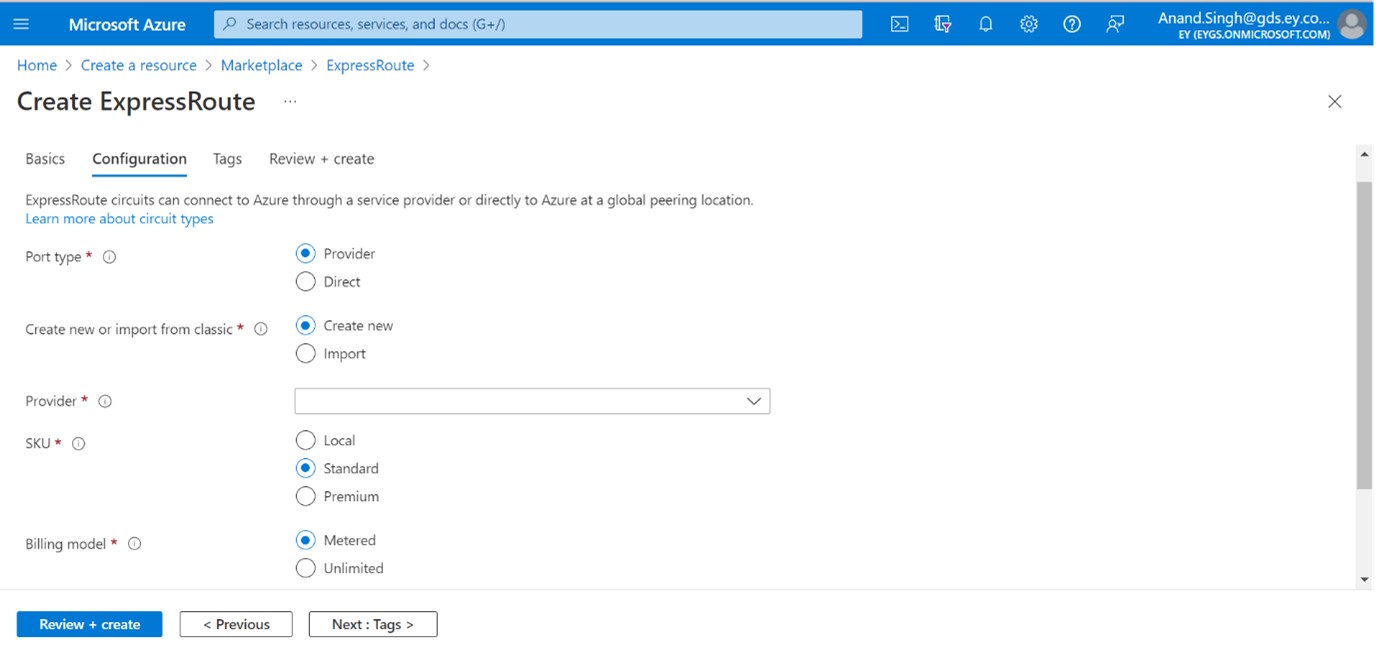 Microsoft Azure
Search resources, services, and docs (G+/)
Anand.Singh@gds.ey.co...
EY (EYGS.ONMICROSOFT.COM)
Home > Create a resource > Marketplace > ExpressRoute >
Create ExpressRoute ...
Basics Configuration Tags Review + create
ExpressRoute circuits can connect to Azure through a service provider or directly to Azure at a global peering location.
Learn more about circuit types
Port type *
Provider
Direct
Create new or import from classic *
Create new
Import
Provider *
SKU *
Local
Standard
Premium
Billing model *
Metered
Unlimited
Review + create < Previous Next : Tags >